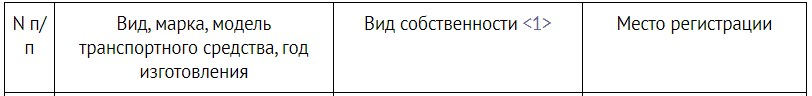 N п/
п
Вид, марка, модель
транспортного средства, год
изготовления
Вид собственности <1>
Место регистрации